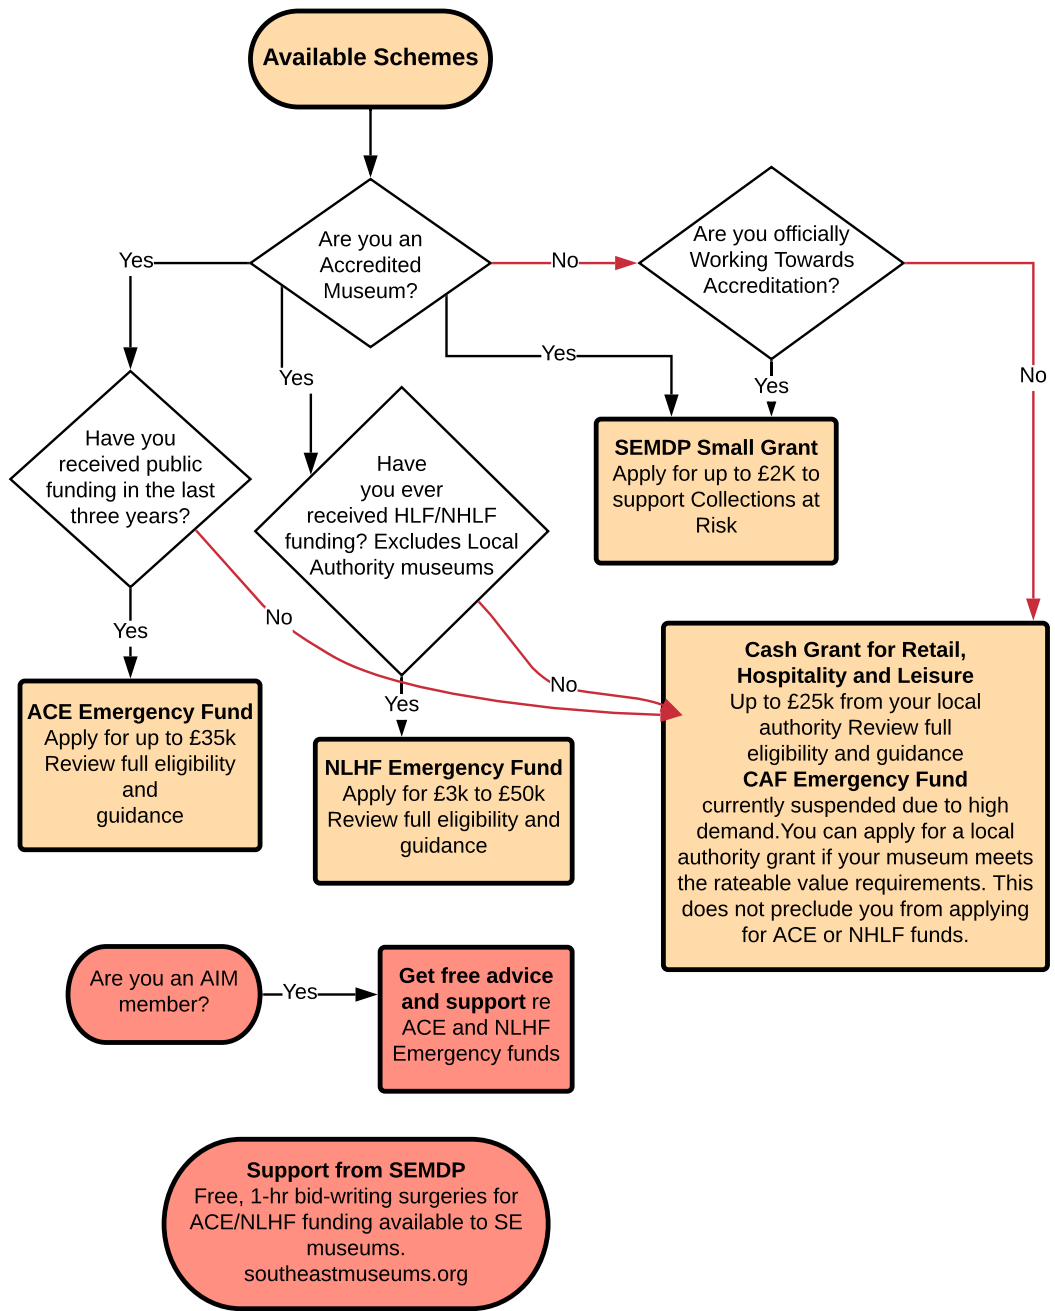 Available Schemes
Are you an
Accredited
Museum?
Yes
No
Are you officially
Working Towards
Accreditation?
Yes
Yes
Yes
No
Have you
received public
funding in the last
three years?
Have
you ever
received HLF/NHLF
funding? Excludes Local
Authority museums
SEMDP Small Grant
Apply for up to £2K to
support Collections at
Risk
No
Yes
No
Yes
ACE Emergency Fund
Apply for up to £35k
Review full eligibility
and
guidance
NLHF Emergency Fund
Apply for £3k to £50k
Review full eligibility and
guidance
Cash Grant for Retail,
Hospitality and Leisure
Up to £25k from your local
authority Review full
eligibility and guidance
CAF Emergency Fund
currently suspended due to high
demand.You can apply for a local
authority grant if your museum meets
the rateable value requirements. This
does not preclude you from applying
for ACE or NHLF funds.
Are you an AIM
member?
Yes
Get free advice
and support re
ACE and NLHF
Emergency funds
Support from SEMDP
Free, 1-hr bid-writing surgeries for
ACE/NLHF funding available to SE
museums.
southeastmuseums.org